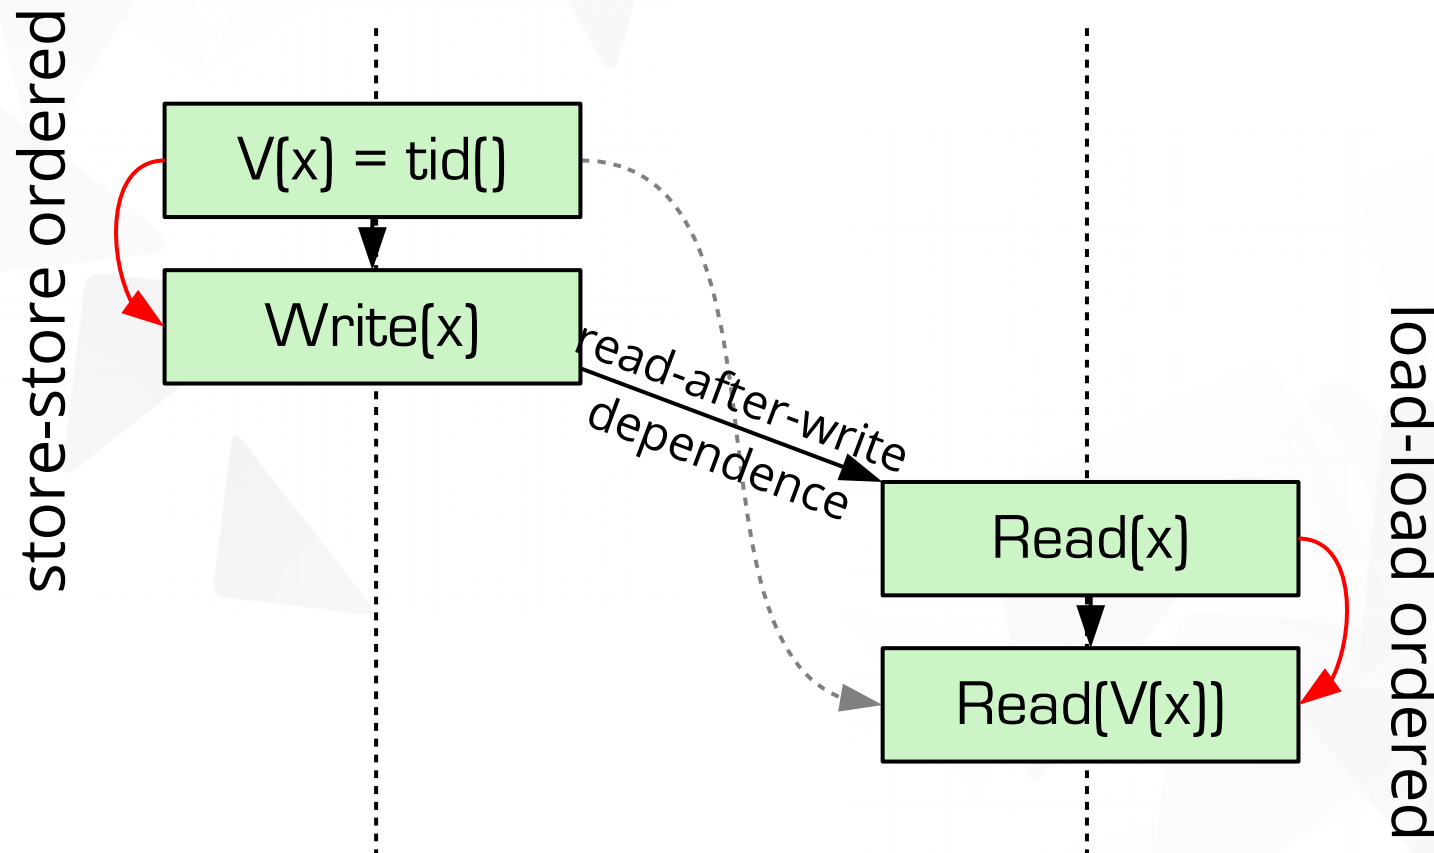 store-store ordered
V(x) = tid()
Write(x)
read-after-write
dependence
Read(x)
Read(V(x))
load-load ordered